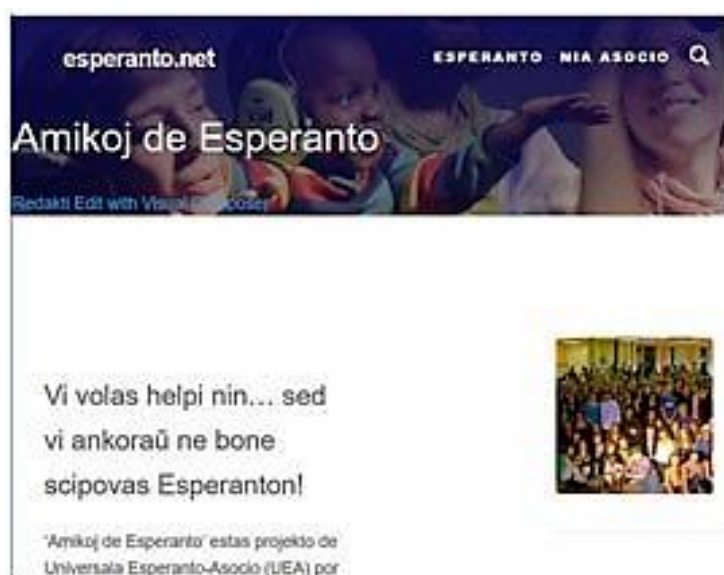 esperanto.net
ESPERANTO NIA ASOCIO
Amikoj de Esperanto
Redakti Edit with Visual Composer
Vi volas helpi nin... sed
vi ankoraŭ ne bone
scipovas Esperanton!
'Amikoj de Esperanto' estas projekto de
Universala Esperanto-Asocio (UEA) por